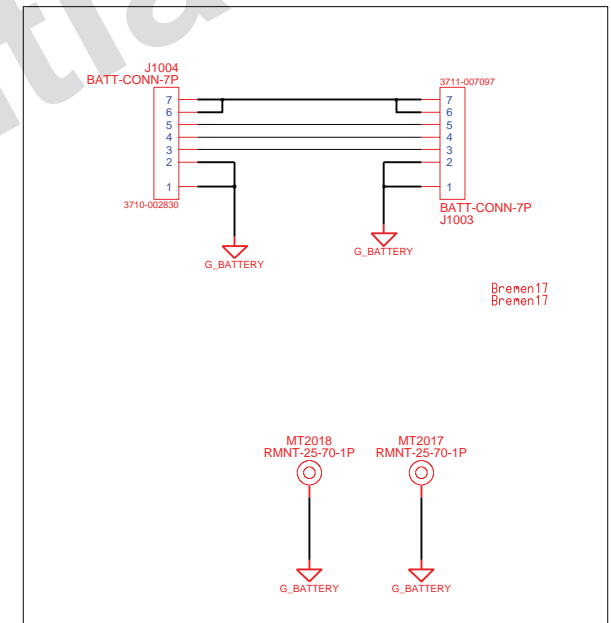 J1004
BATT-CONN-7P
7
6
5
4
3
2
1
3710-002830
G_BATTERY
3711-007097
7
6
5
4
3
2
1
BATT-CONN-7P
J1003
G_BATTERY
Bremen17
Bremen17
MT2018
RMNT-25-70-1P
G_BATTERY
MT2017
RMNT-25-70-1P
G_BATTERY